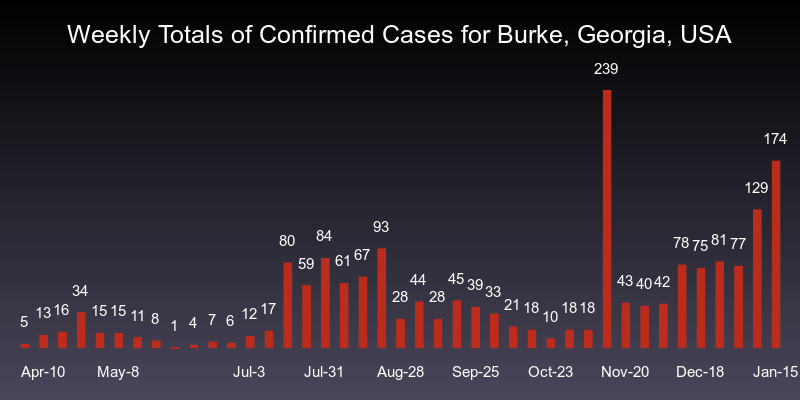 Weekly Totals of Confirmed Cases for Burke, Georgia, USA
5 13 16 34 15 15 11 8 1 4 7 6 12 17 80 59 84 61 67 93 28 44 28 45 39 33 21 18 10 18 18 239 43 40 42 78 75 81 77 129 174
Apr-10 May-8 Jul-3 Jul-31 Aug-28 Sep-25 Oct-23 Nov-20 Dec-18 Jan-15